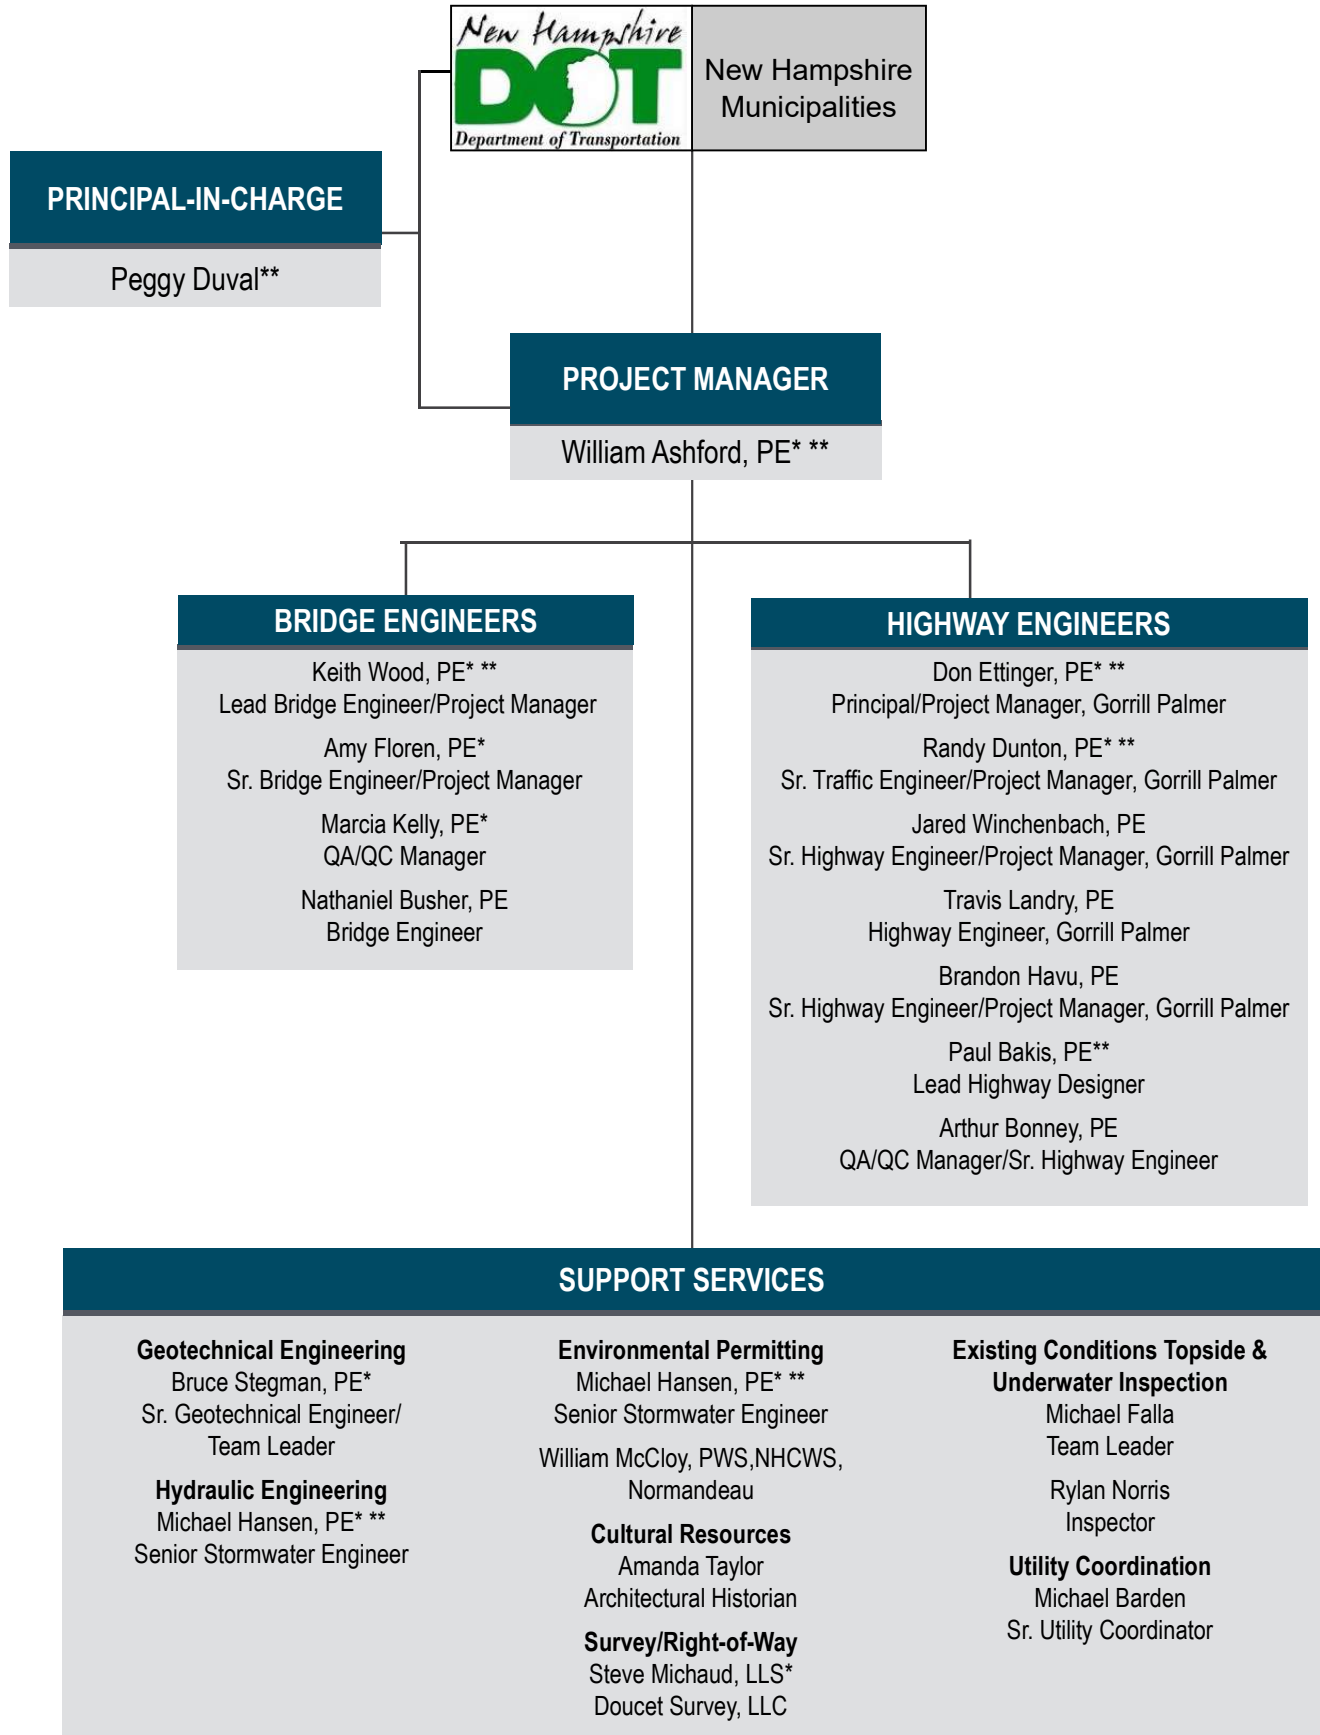 New Hampshire
DOT
Department of Transportation
New Hampshire
Municipalities
PRINCIPAL-IN-CHARGE
Peggy Duval**
PROJECT MANAGER
William Ashford, PE* **
BRIDGE ENGINEERS
Keith Wood, PE* **
Lead Bridge Engineer/Project Manager
Amy Floren, PE*
Sr. Bridge Engineer/Project Manager
Marcia Kelly, PE*
QA/QC Manager
Nathaniel Busher, PE
Bridge Engineer
HIGHWAY ENGINEERS
Don Ettinger, PE* **
Principal/Project Manager, Gorrill Palmer
Randy Dunton, PE* **
Sr. Traffic Engineer/Project Manager, Gorrill Palmer
Jared Winchenbach, PE
Sr. Highway Engineer/Project Manager, Gorrill Palmer
Travis Landry, PE
Highway Engineer, Gorrill Palmer
Brandon Havu, PE
Sr. Highway Engineer/Project Manager, Gorrill Palmer
Paul Bakis, PE**
Lead Highway Designer
Arthur Bonney, PE
QA/QC Manager/Sr. Highway Engineer
SUPPORT SERVICES
Geotechnical Engineering
Bruce Stegman, PE*
Sr. Geotechnical Engineer/
Team Leader
Hydraulic Engineering
Michael Hansen, PE* **
Senior Stormwater Engineer
Environmental Permitting
Michael Hansen, PE* **
Senior Stormwater Engineer
William McCloy, PWS,NHCWS,
Normandeau
Cultural Resources
Amanda Taylor
Architectural Historian
Survey/Right-of-Way
Steve Michaud, LLS*
Doucet Survey, LLC
Existing Conditions Topside &
Underwater Inspection
Michael Falla
Team Leader
Rylan Norris
Inspector
Utility Coordination
Michael Barden
Sr. Utility Coordinator